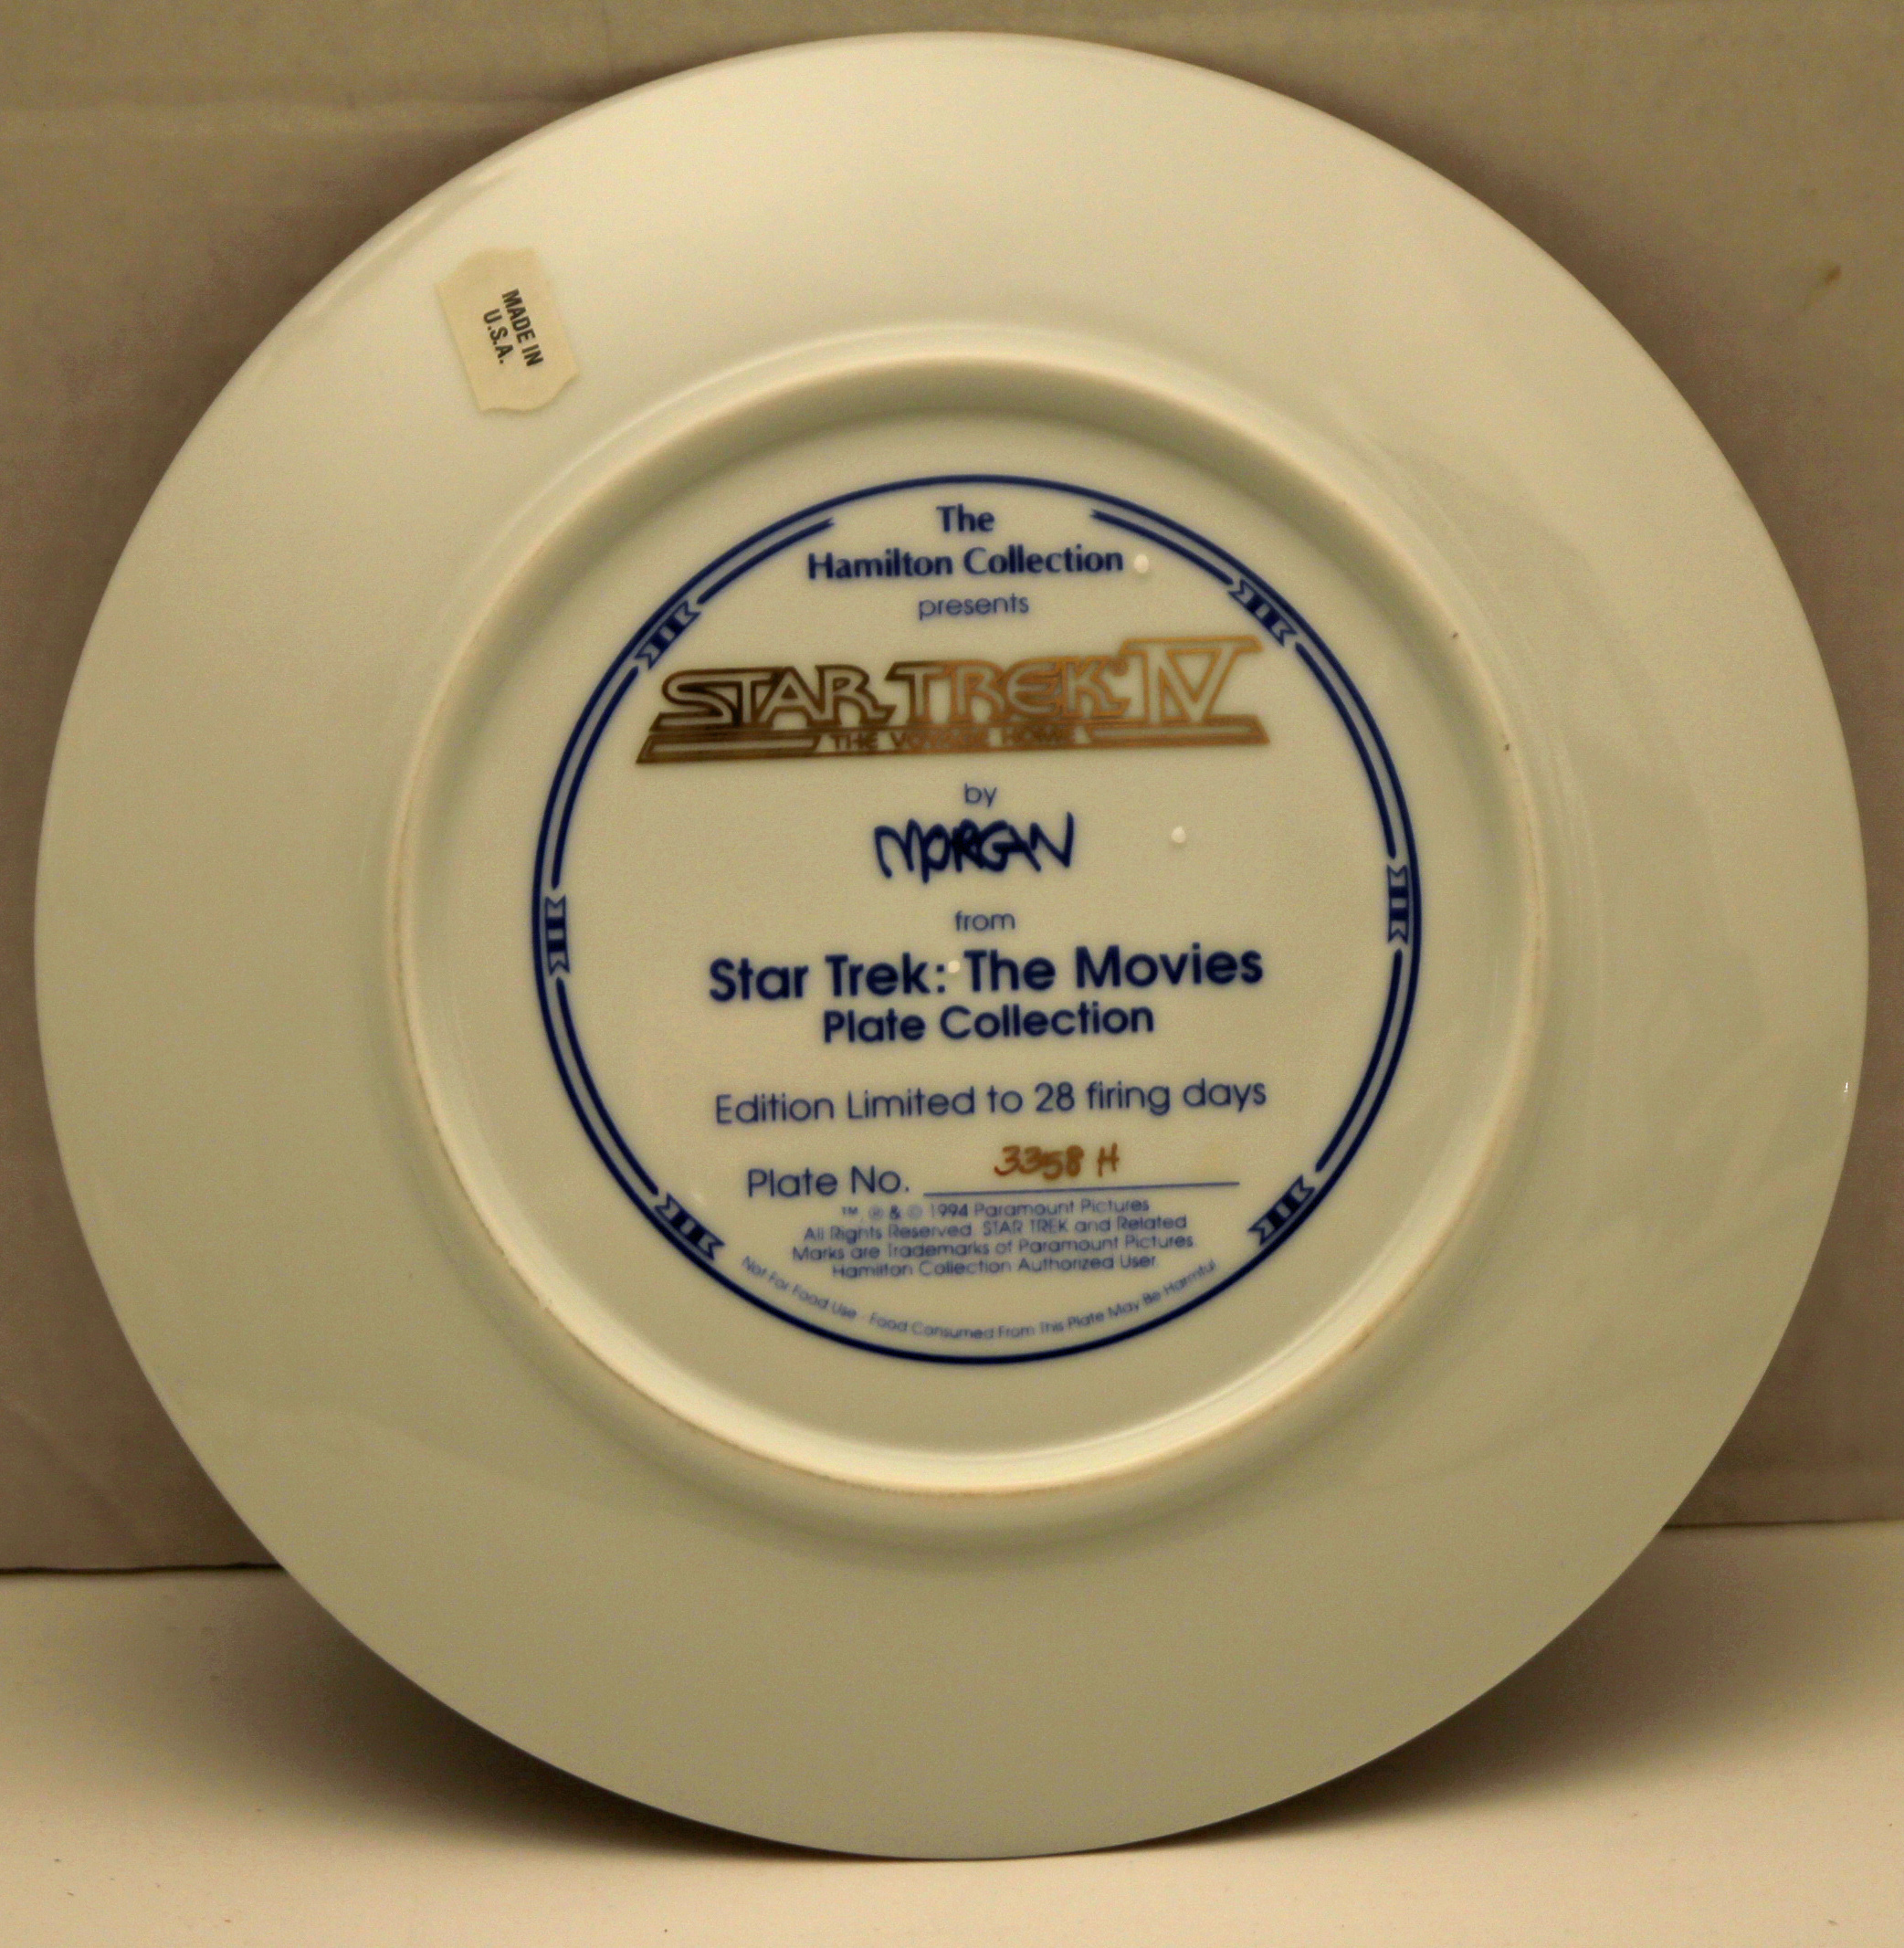 MADE IN
U.S.A.
The
Hamilton Collection
presents
STAR TREK® IV
THE VOYAGE HOME
by
MORGAN
from
Star Trek: The Movies
Plate Collection
Edition Limited to 28 firing days
Plate No. 3358 H
™, ® & © 1994 Paramount Pictures
All Rights Reserved. STAR TREK and Related
Marks are Trademarks of Paramount Pictures.
Hamilton Collection Authorized User.
Not For Food Use - Food Consumed From This Plate May Be Harmful